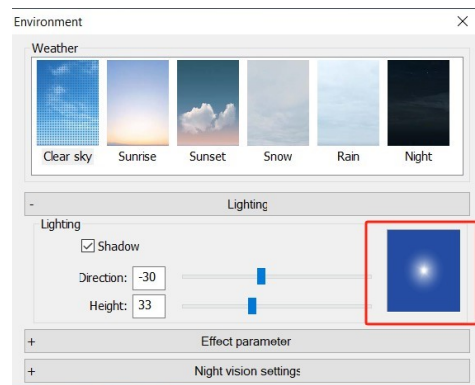 Environment
Weather
Clear sky Sunrise Sunset Snow Rain Night
- Lighting
Lighting
Shadow
Direction: -30
Height: 33
+ Effect parameter
+ Night vision settings